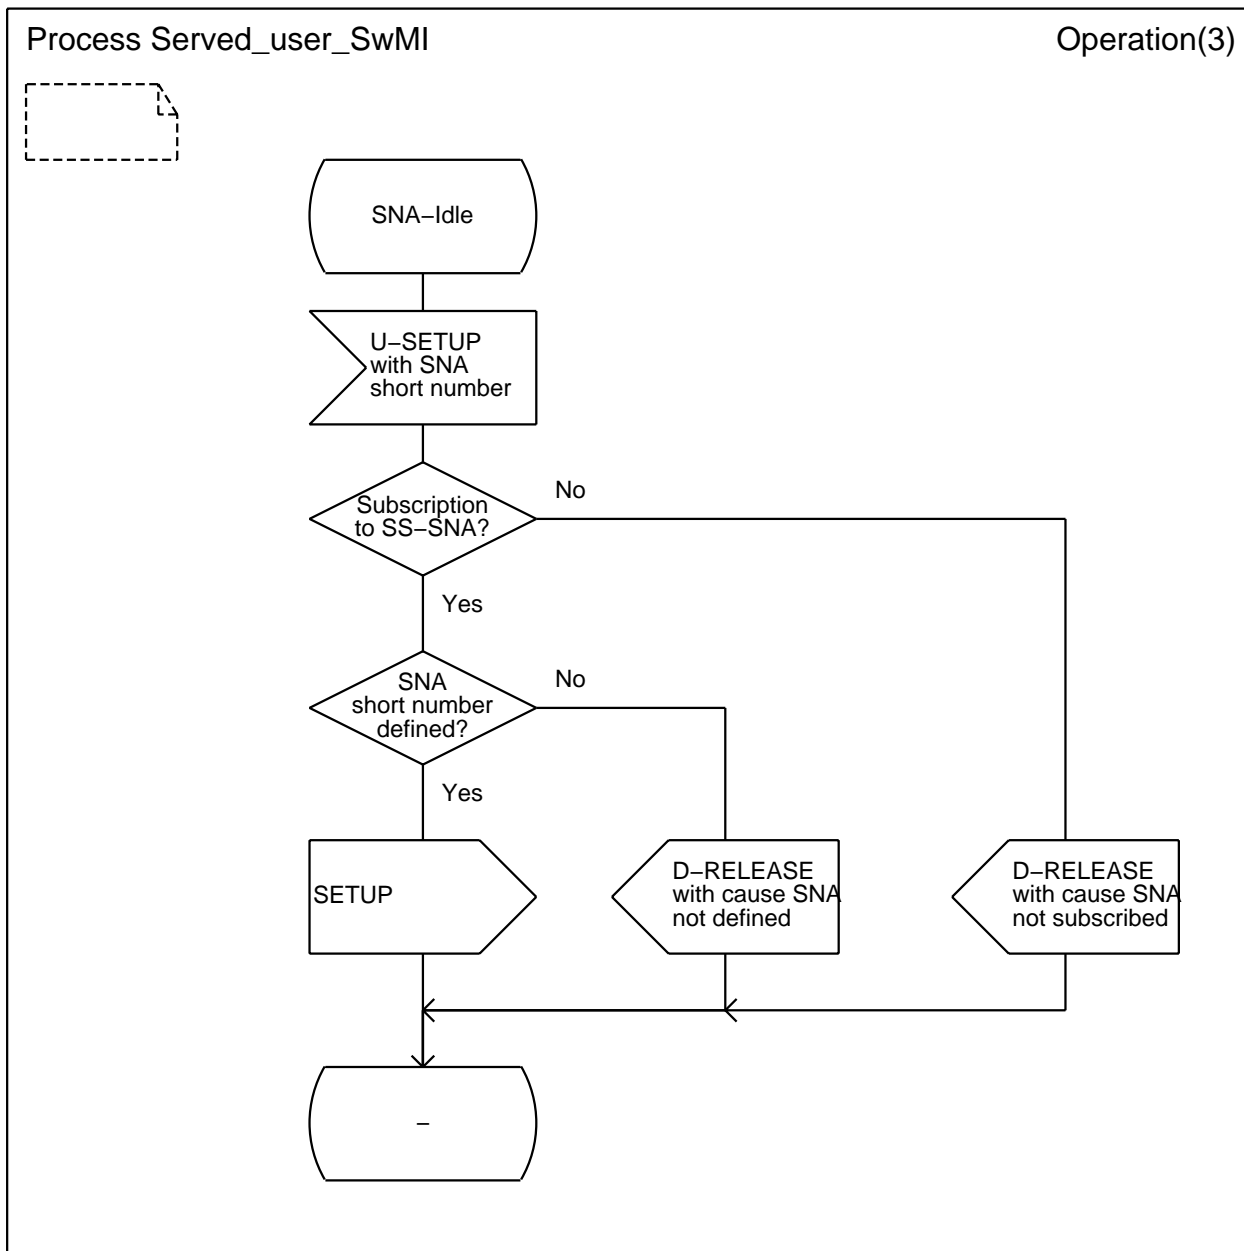 Process Served_user_SwMI
Operation(3)
SNA−Idle
U−SETUP
with SNA
short number
Subscription
to SS−SNA?
No
Yes
SNA
short number
defined?
No
Yes
SETUP
D−RELEASE
with cause SNA
not defined
D−RELEASE
with cause SNA
not subscribed
−